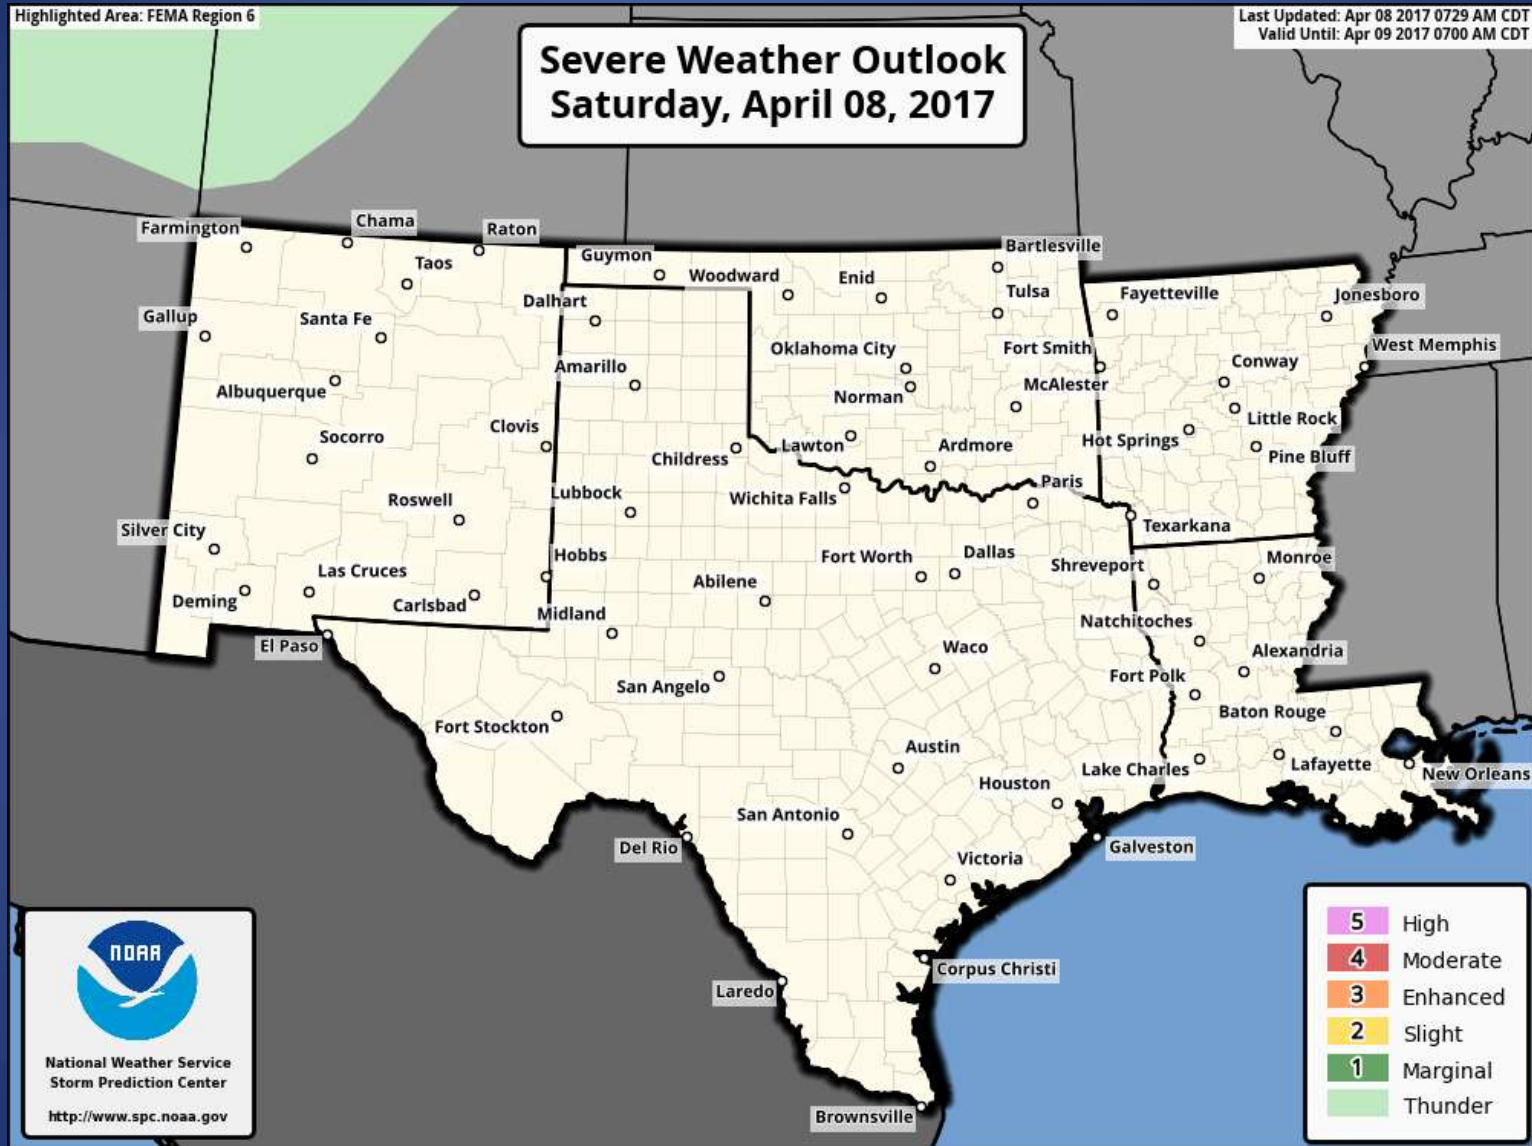 Highlighted Area: FEMA Region 6
Last Updated: Apr 08 2017 0729 AM CDT
Valid Until: Apr 09 2017 0700 AM CDT
Severe Weather Outlook
Saturday, April 08, 2017
Farmington
Chama
Raton
Taos
Guymon
Woodward
Enid
Bartlesville
Tulsa
Fayetteville
Jonesboro
Dalhart
Gallup
Santa Fe
Oklahoma City
Fort Smith
West Memphis
Conway
Amarillo
Albuquerque
Norman
McAlester
Little Rock
Socorro
Clovis
Childress
Lawton
Ardmore
Hot Springs
Pine Bluff
Roswell
Lubbock
Wichita Falls
Paris
Texarkana
Silver City
Hobbs
Las Cruces
Abilene
Fort Worth
Dallas
Shreveport
Monroe
Deming
Carlsbad
Midland
Natchitoches
El Paso
Waco
Alexandria
San Angelo
Fort Polk
Fort Stockton
Baton Rouge
Austin
Lake Charles
Lafayette
New Orleans
Houston
San Antonio
Del Rio
Galveston
Victoria
Corpus Christi
Laredo
Brownsville
NOAA
National Weather Service
Storm Prediction Center
http://www.spc.noaa.gov
5 High
4 Moderate
3 Enhanced
2 Slight
1 Marginal
Thunder